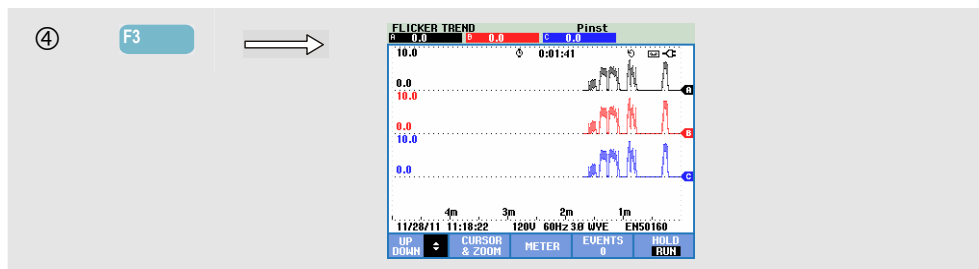 ④ F3
FLICKER TREND Pinst
A 0.0 B 0.0 C 0.0
10.0 0:01:41
0.0
A
10.0
0.0
B
10.0
0.0
C
4m 3m 2m 1m
11/28/11 11:18:22 120V 60Hz 3Ø WYE EN50160
UP DOWN CURSOR & ZOOM METER EVENTS 0 HOLD RUN